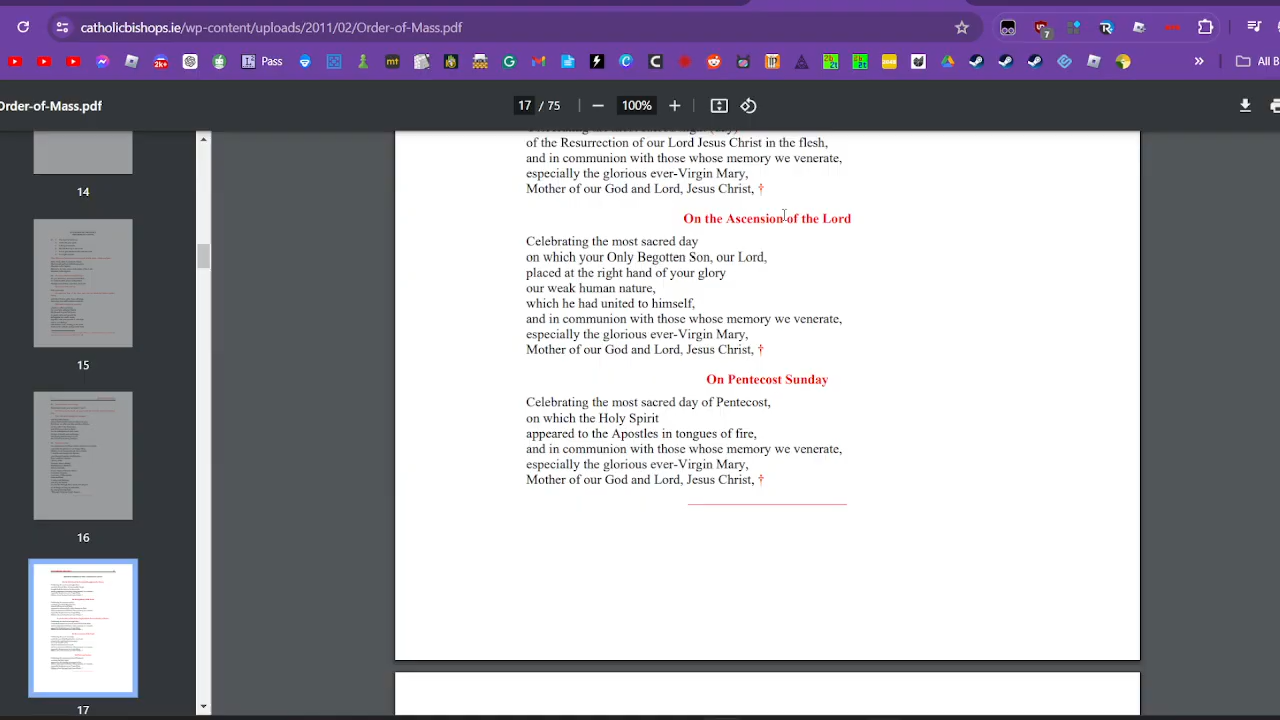 catholicbishops.ie/wp-content/uploads/2011/02/Order-of-Mass.pdf
7
2K+
Pass
mt
C
G
»
All B
Order-of-Mass.pdf
17 / 75
100%
14
15
16
17
of the Resurrection of our Lord Jesus Christ in the flesh,
and in communion with those whose memory we venerate,
especially the glorious ever-Virgin Mary,
Mother of our God and Lord, Jesus Christ, †
On the Ascension of the Lord
Celebrating the most sacred day
on which your Only Begotten Son, our Lord,
placed at the right hand of your glory
our weak human nature,
which he had united to himself,
and in communion with those whose memory we venerate,
especially the glorious ever-Virgin Mary,
Mother of our God and Lord, Jesus Christ, †
On Pentecost Sunday
Celebrating the most sacred day of Pentecost,
on which the Holy Spirit
appeared to the Apostles in tongues of fire,
and in communion with those whose memory we venerate,
especially the glorious ever-Virgin Mary,
Mother of our God and Lord, Jesus Christ, †